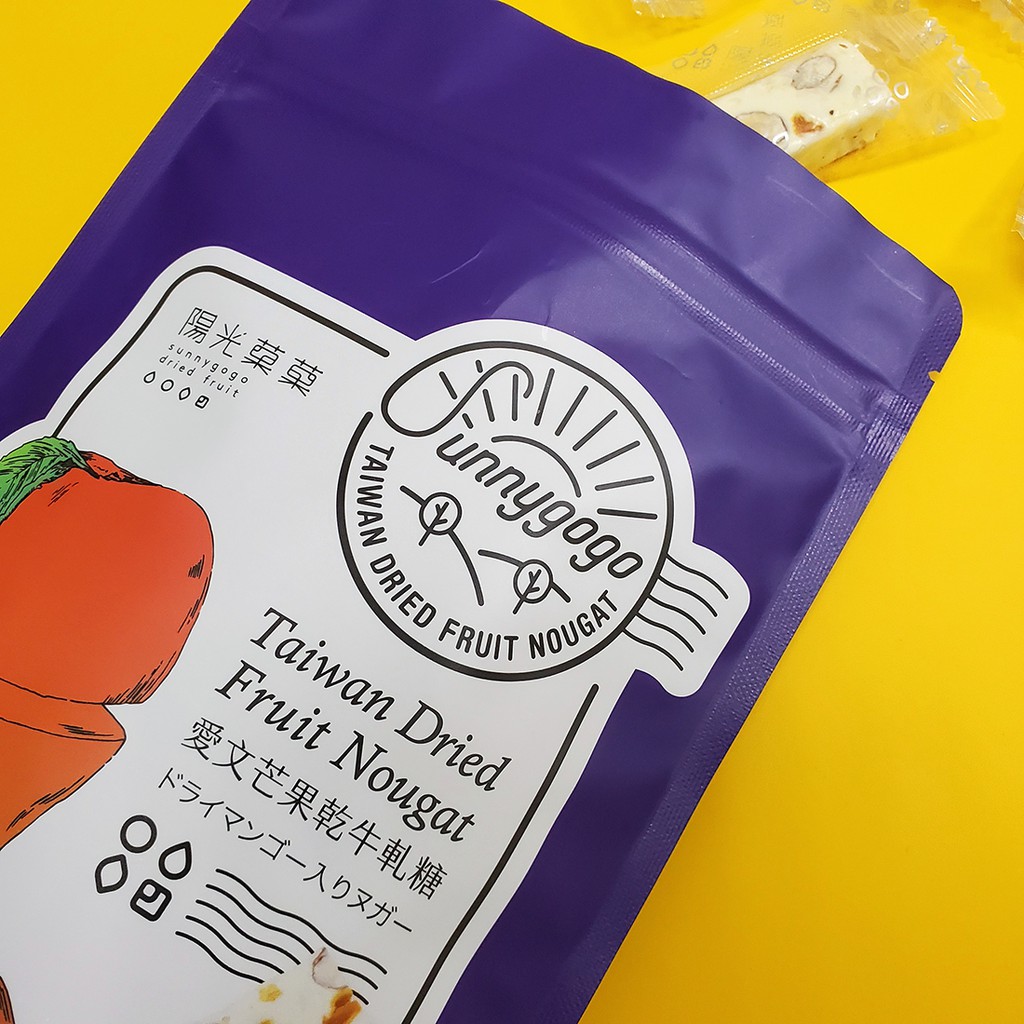 陽光菓菓
sunnygogo
dried fruit
Sunnygogo
TAIWAN DRIED FRUIT NOUGAT
Taiwan Dried
Fruit Nougat
愛文芒果乾牛軋糖
ドライマンゴー入りヌガー